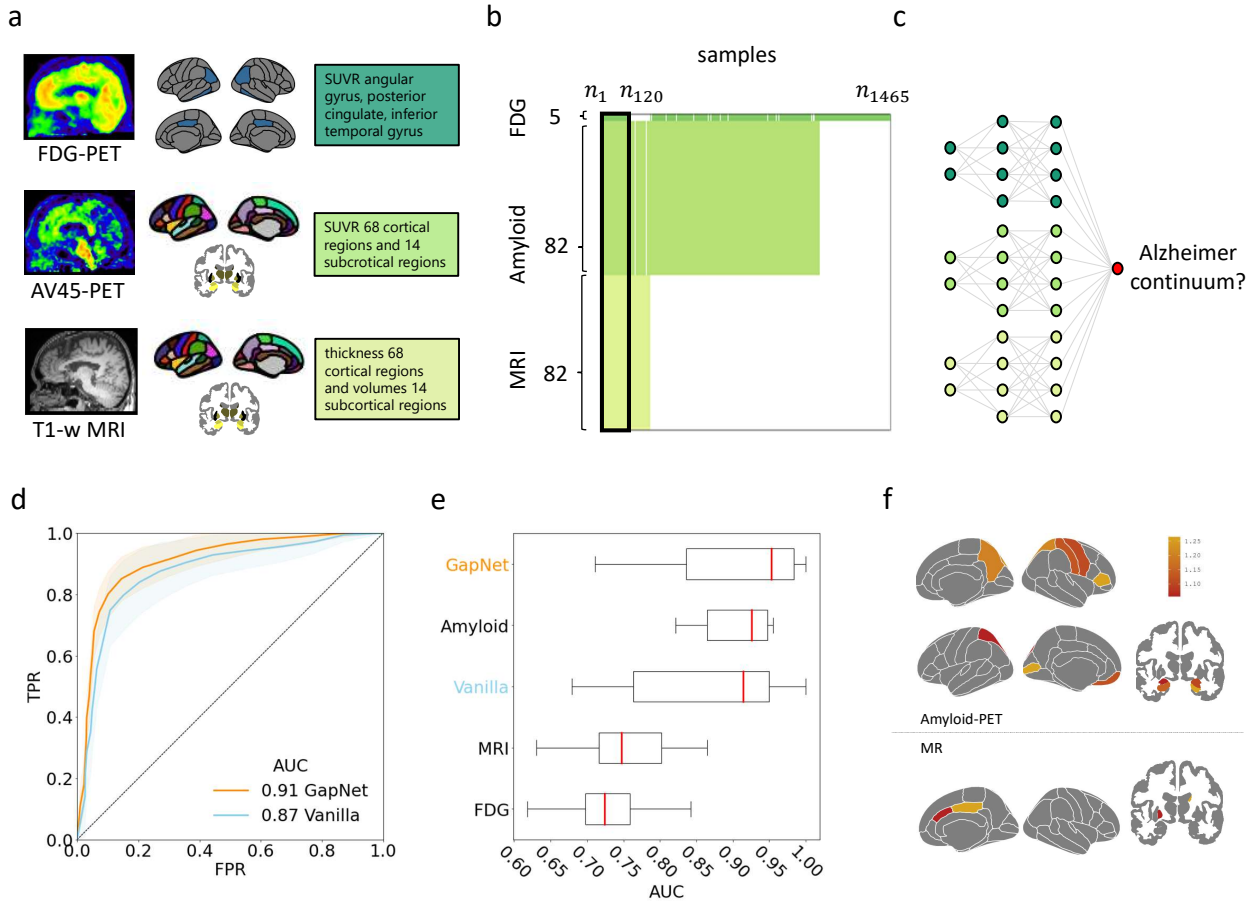 a
FDG-PET
SUVR angular
gyrus, posterior
cingulate, inferior
temporal gyrus
AV45-PET
SUVR 68 cortical
regions and 14
subcrotical regions
T1-w MRI
thickness 68
cortical regions
and volumes 14
subcortical regions
b
samples
n1 n120 n1465
FDG
5
Amyloid
82
MRI
82
c
Alzheimer
continuum?
d
TPR
1.0
0.8
0.6
0.4
0.2
0.0
0.0 0.2 0.4 0.6 0.8 1.0
FPR
AUC
0.91 GapNet
0.87 Vanilla
e
GapNet
Amyloid
Vanilla
MRI
FDG
0.60 0.65 0.70 0.75 0.80 0.85 0.90 0.95 1.00
AUC
f
1.25
1.20
1.15
1.10
Amyloid-PET
MR